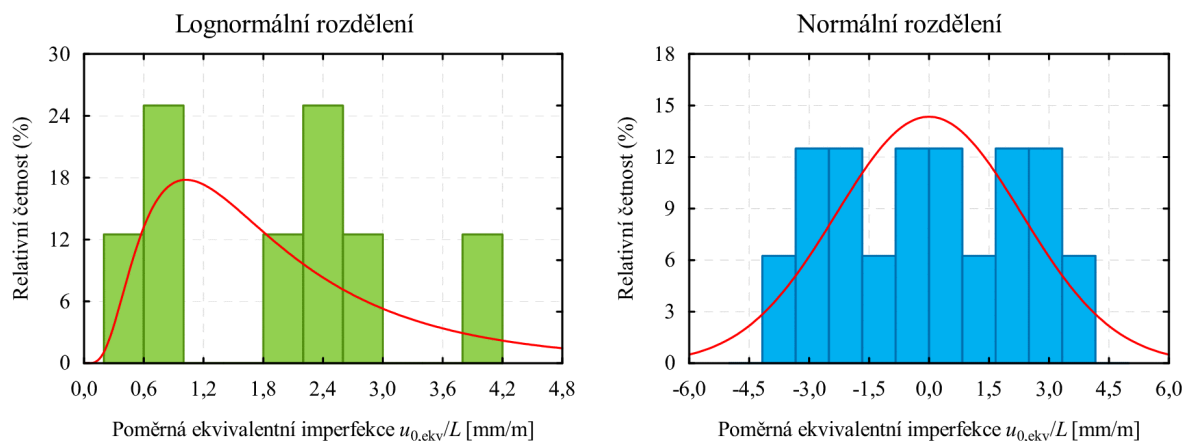 Lognormální rozdělení
Relativní četnost (%)
30
24
18
12
6
0
0,0 0,6 1,2 1,8 2,4 3,0 3,6 4,2 4,8
Poměrná ekvivalentní imperfekce u0,ekv/L [mm/m]
Normální rozdělení
Relativní četnost (%)
18
15
12
9
6
3
0
-6,0 -4,5 -3,0 -1,5 0,0 1,5 3,0 4,5 6,0
Poměrná ekvivalentní imperfekce u0,ekv/L [mm/m]